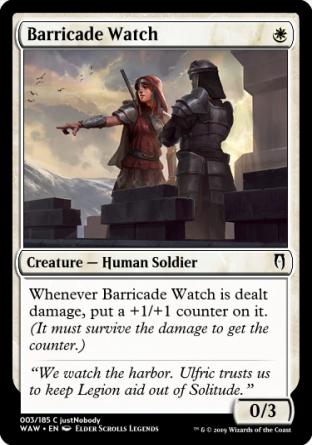 Barricade Watch
Creature — Human Soldier
Whenever Barricade Watch is dealt
damage, put a +1/+1 counter on it.
(It must survive the damage to get the
counter.)
“We watch the harbor. Ulfric trusts us
to keep Legion aid out of Solitude.”
0/3
003/185 C justNobody
WAW • EN ELDER SCROLLS LEGENDS
™ & © 2019 Wizards of the Coast